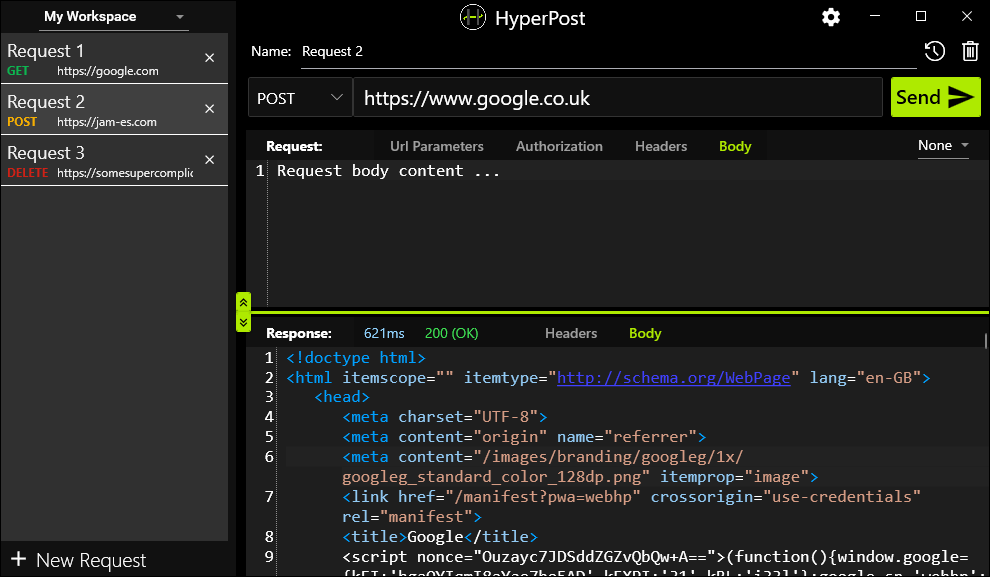 My Workspace
HyperPost
Request 1
GET https://google.com
Request 2
POST https://jam-es.com
Request 3
DELETE https://somesupercomplic
New Request
Name: Request 2
POST https://www.google.co.uk Send
Request: Url Parameters Authorization Headers Body None
1 Request body content ...
Response: 621ms 200 (OK) Headers Body
1 <!doctype html>
2 <html itemscope="" itemtype="http://schema.org/WebPage" lang="en-GB">
3 <head>
4 <meta charset="UTF-8">
5 <meta content="origin" name="referrer">
6 <meta content="/images/branding/googleg/1x/
googleg_standard_color_128dp.png" itemprop="image">
7 <link href="/manifest?pwa=webhp" crossorigin="use-credentials"
rel="manifest">
8 <title>Google</title>
9 <script nonce="Ouzayc7JDSddZGZvQbQw+A==">(function(){window.google=